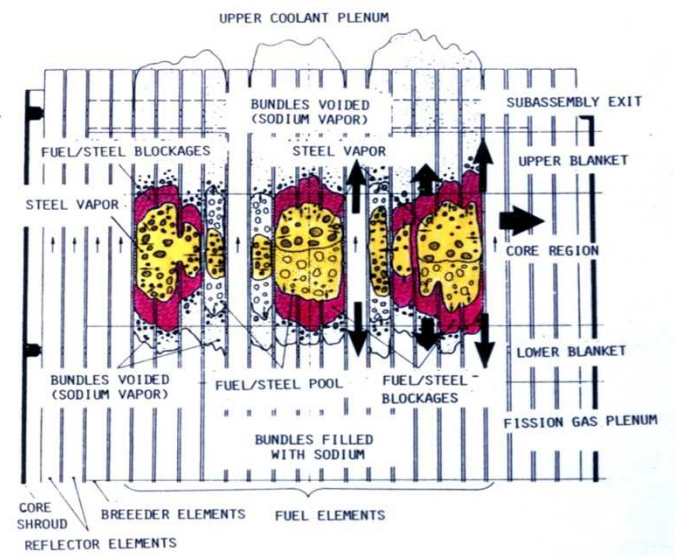 UPPER COOLANT PLENUM
BUNDLES VOIDED
(SODIUM VAPOR)
SUBASSEMBLY EXIT
FUEL/STEEL BLOCKAGES
STEEL VAPOR
UPPER BLANKET
STEEL VAPOR
CORE REGION
LOWER BLANKET
BUNDLES VOIDED
(SODIUM VAPOR)
FUEL/STEEL POOL
FUEL/STEEL-
BLOCKAGES
FISSION GAS PLENUM
BUNDLES FILLED
WITH SODIUM
CORE
SHROUD
BREEEDER ELEMENTS
FUEL ELEMENTS
REFLECTOR ELEMENTS